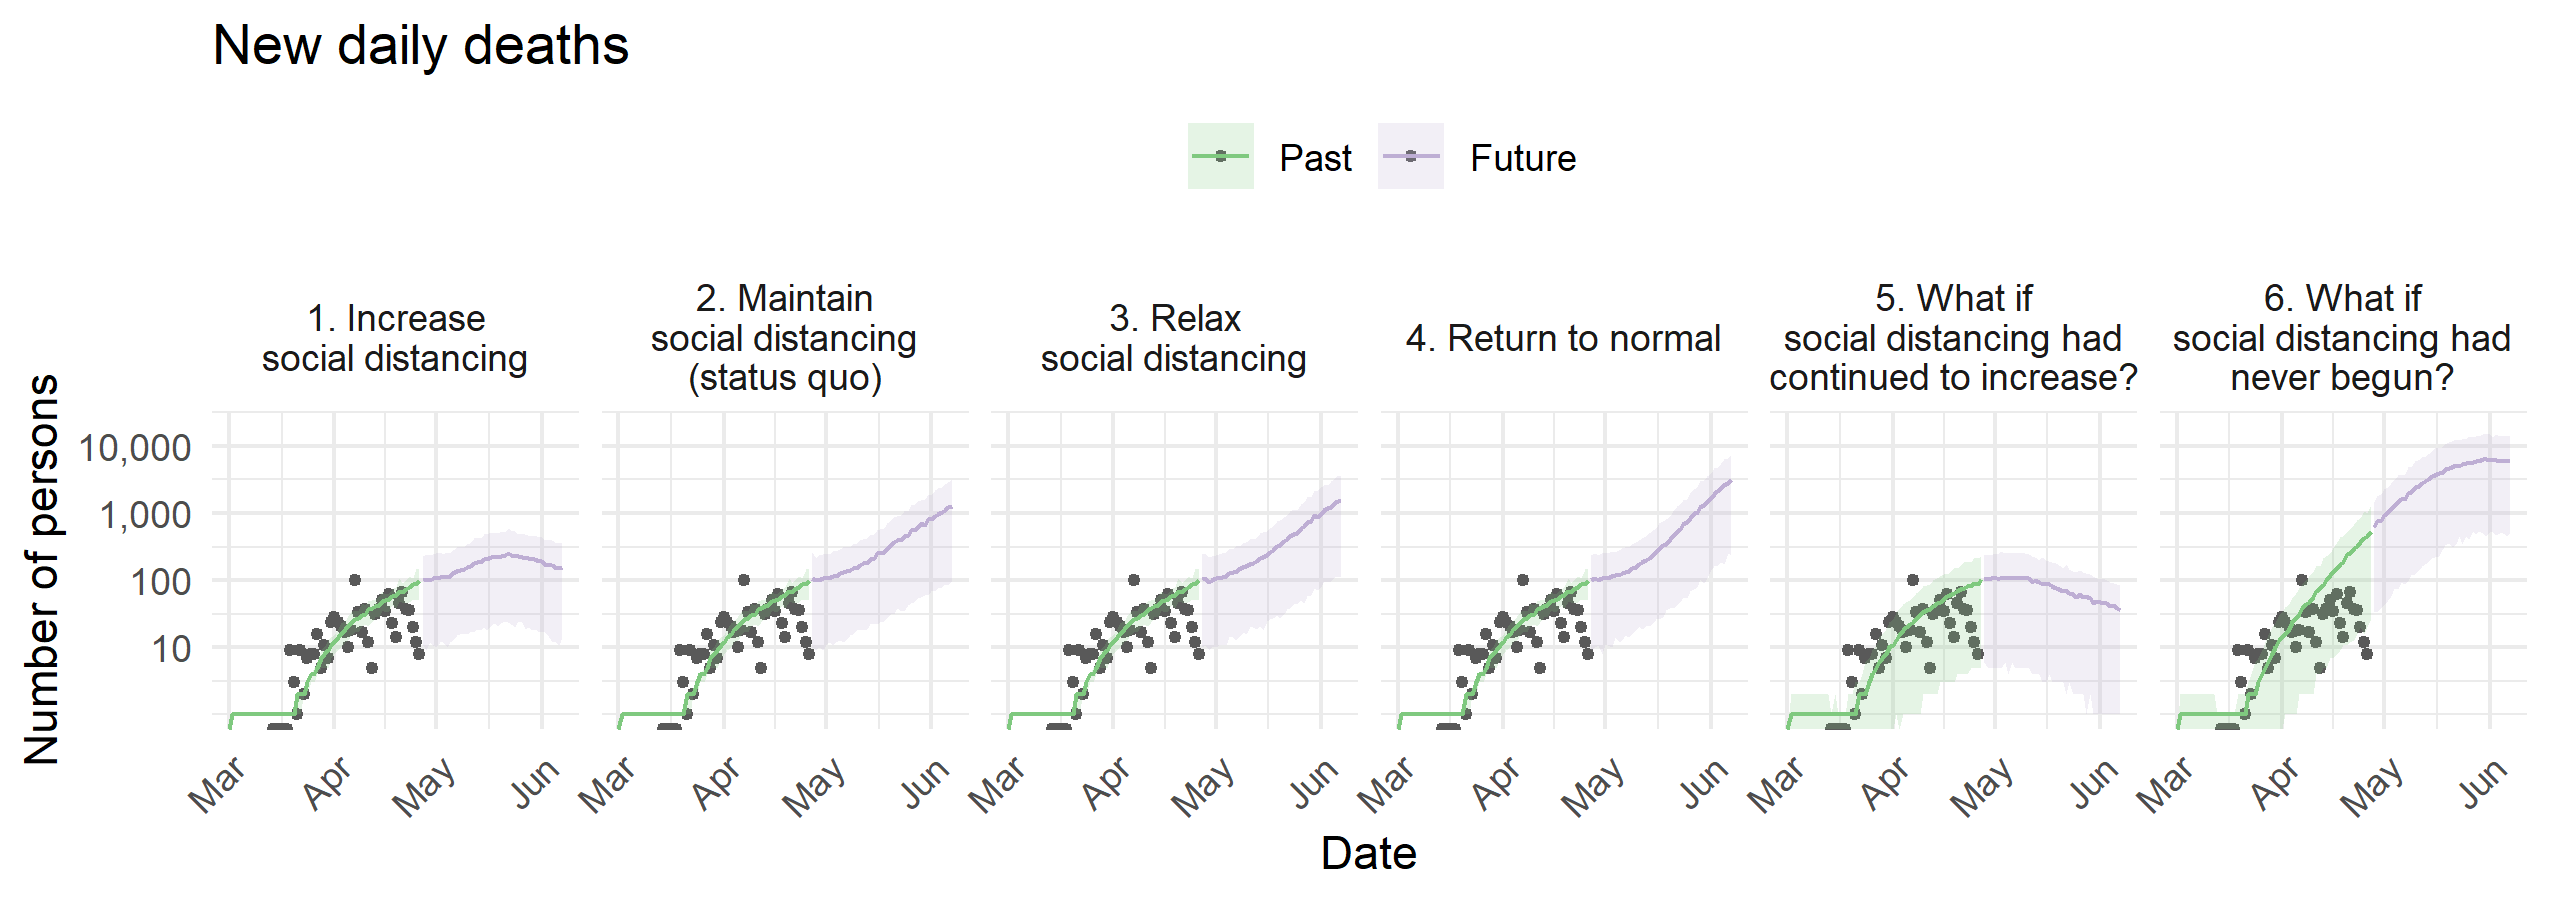 New daily deaths
Past
Future
1. Increase
social distancing
2. Maintain
social distancing
(status quo)
3. Relax
social distancing
4. Return to normal
5. What if
social distancing had
continued to increase?
6. What if
social distancing had
never begun?
Number of persons
10,000
1,000
100
10
Mar
Apr
May
Jun
Mar
Apr
May
Jun
Mar
Apr
May
Jun
Mar
Apr
May
Jun
Mar
Apr
May
Jun
Mar
Apr
May
Jun
Date